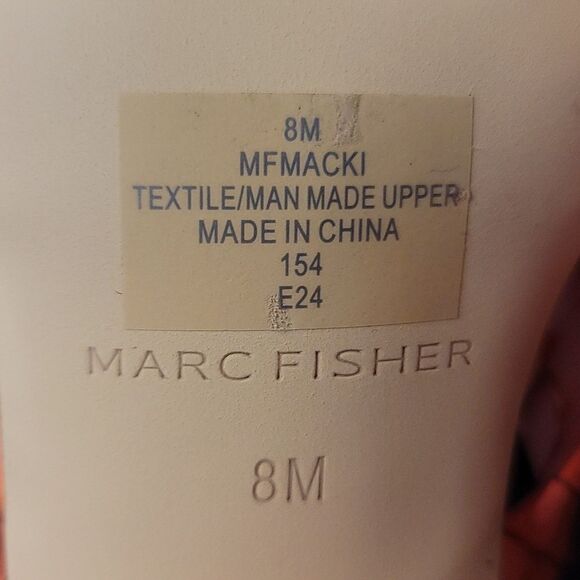 8M
MFMACKI
TEXTILE/MAN MADE UPPER
MADE IN CHINA
154
E24
MARC FISHER
8M